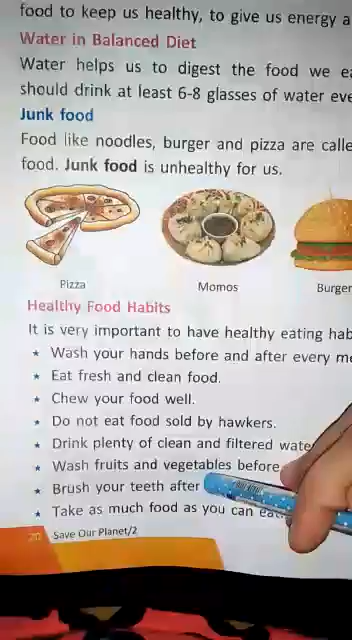 food to keep us healthy, to give us energy a
Water in Balanced Diet
Water helps us to digest the food we ea
should drink at least 6-8 glasses of water eve
Junk food
Food like noodles, burger and pizza are calle
food. Junk food is unhealthy for us.
Pizza Momos Burger
Healthy Food Habits
It is very important to have healthy eating hab
★ Wash your hands before and after every me
★ Eat fresh and clean food.
★ Chew your food well.
★ Do not eat food sold by hawkers.
★ Drink plenty of clean and filtered wate
★ Wash fruits and vegetables before
★ Brush your teeth after
★ Take as much food as you can eat
20 Save Our Planet/2